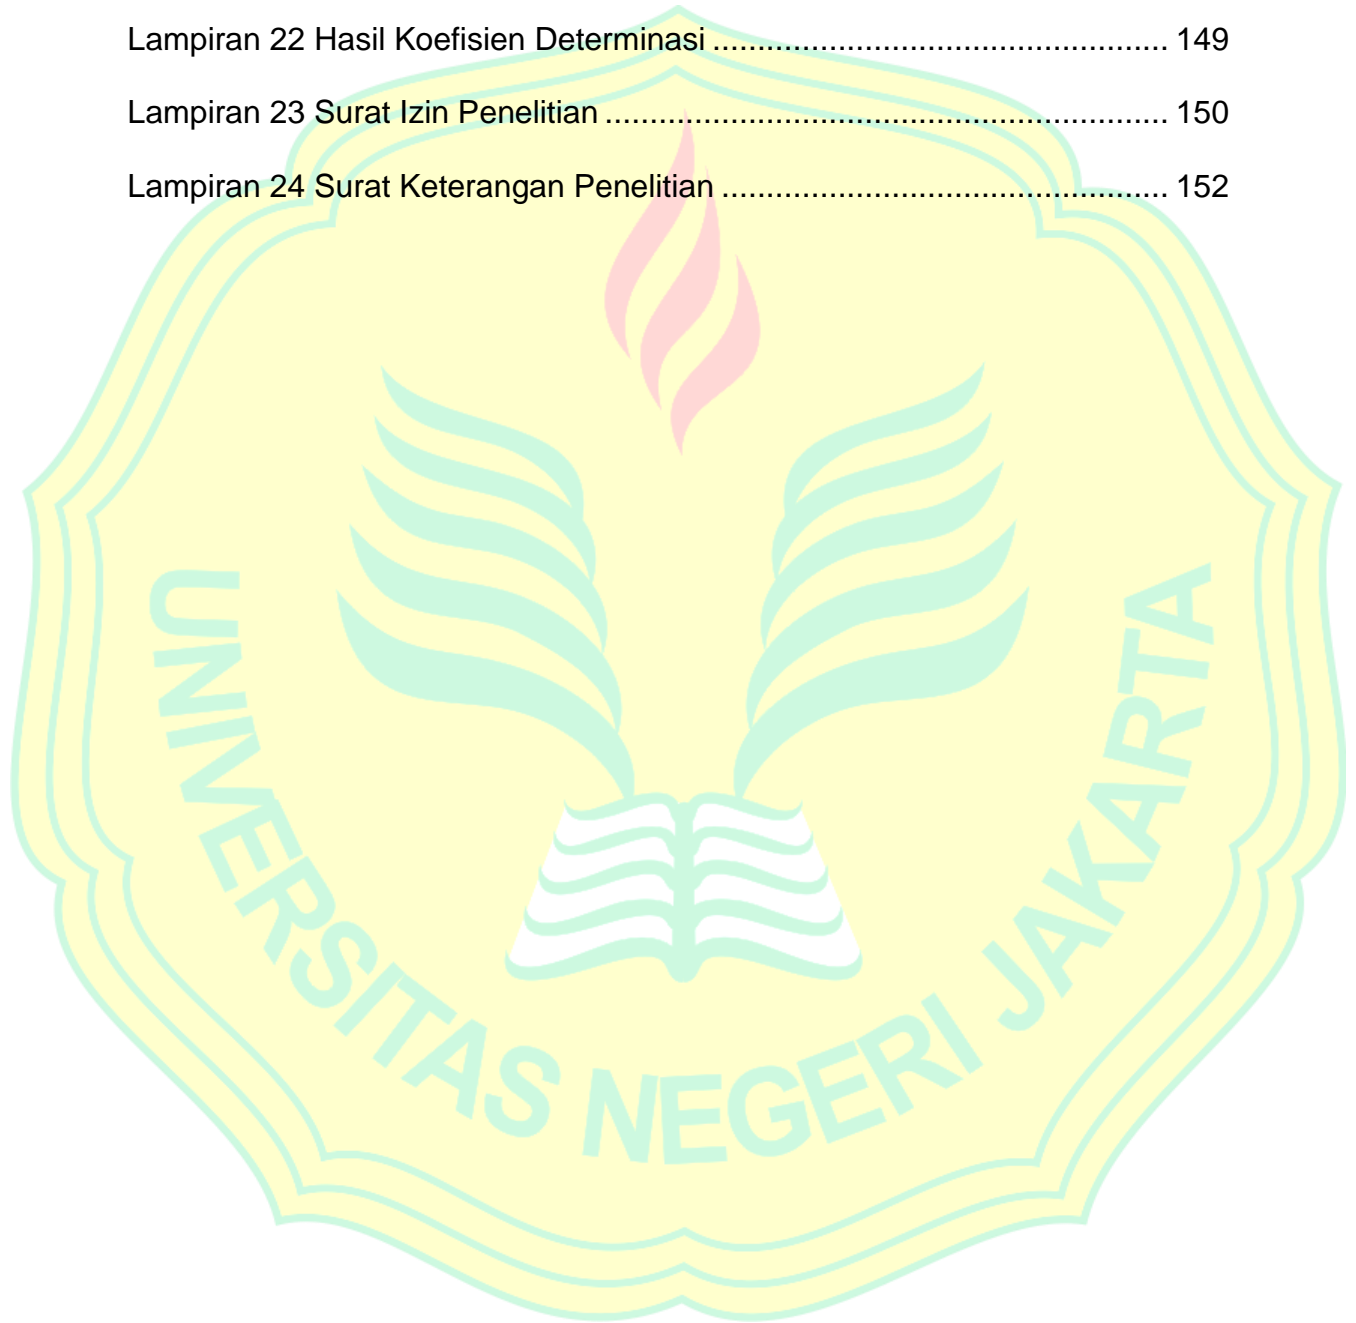 Lampiran 22 Hasil Koefisien Determinasi .................................................. 149
Lampiran 23 Surat Izin Penelitian .............................................................. 150
Lampiran 24 Surat Keterangan Penelitian ................................................. 152
UNIVERSITAS NEGERI JAKARTA